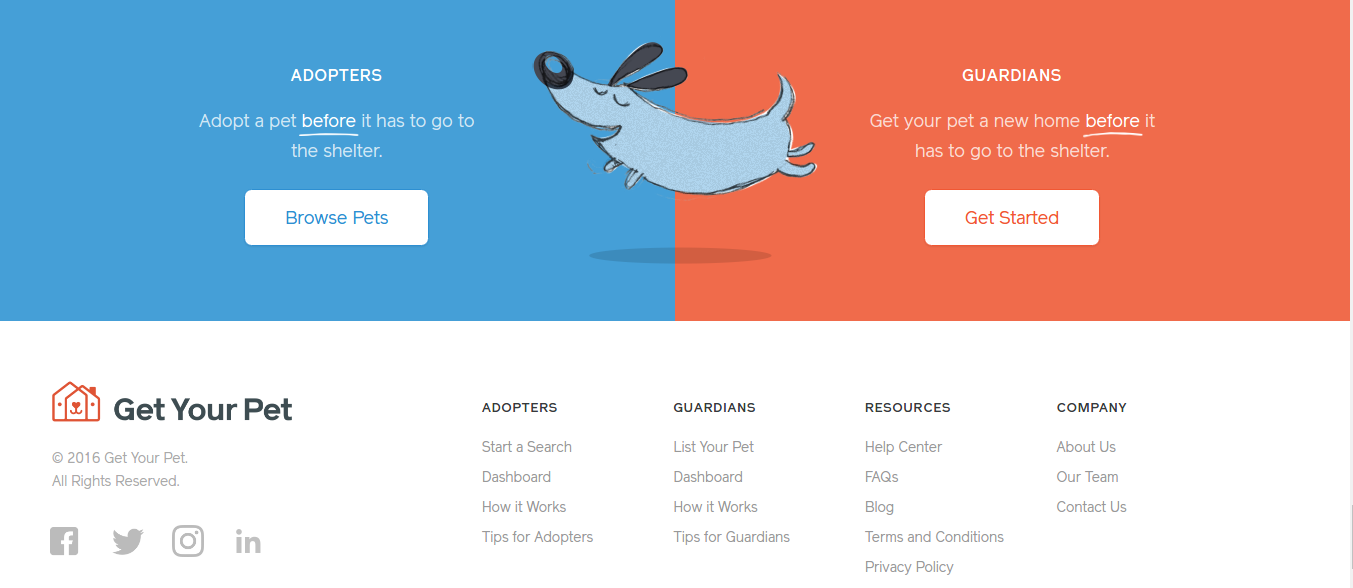 ADOPTERS
Adopt a pet before it has to go to
the shelter.
Browse Pets
GUARDIANS
Get your pet a new home before it
has to go to the shelter.
Get Started
Get Your Pet
© 2016 Get Your Pet.
All Rights Reserved.
ADOPTERS
Start a Search
Dashboard
How it Works
Tips for Adopters
GUARDIANS
List Your Pet
Dashboard
How it Works
Tips for Guardians
RESOURCES
Help Center
FAQs
Blog
Terms and Conditions
Privacy Policy
COMPANY
About Us
Our Team
Contact Us